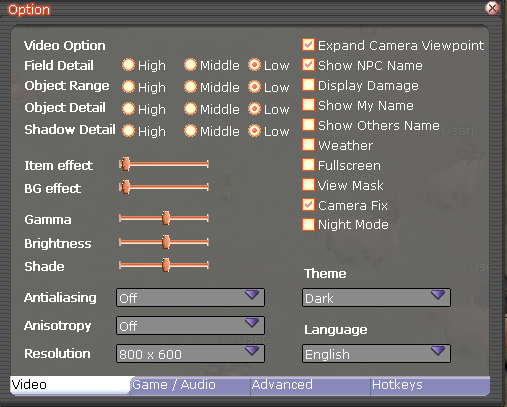 Option
Video Option
Field Detail High Middle Low
Object Range High Middle Low
Object Detail High Middle Low
Shadow Detail High Middle Low
Item effect
BG effect
Gamma
Brightness
Shade
Antialiasing Off
Anisotropy Off
Resolution 800 x 600
Expand Camera Viewpoint
Show NPC Name
Display Damage
Show My Name
Show Others Name
Weather
Fullscreen
View Mask
Camera Fix
Night Mode
Theme
Dark
Language
English
Video Game / Audio Advanced Hotkeys